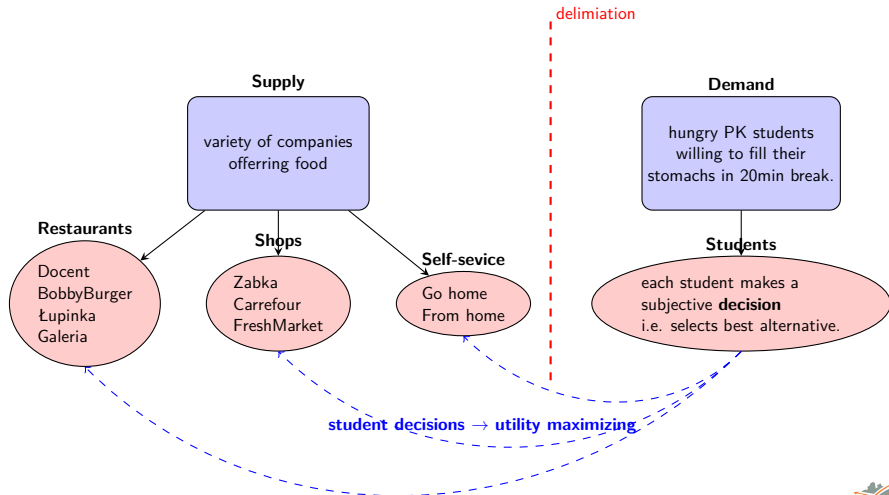 delimiation
Supply
variety of companies
offerring food
Demand
hungry PK students
willing to fill their
stomachs in 20min break.
Restaurants
Docent
BobbyBurger
Łupinka
Galeria
Shops
Zabka
Carrefour
FreshMarket
Self-sevice
Go home
From home
Students
each student makes a
subjective decision
i.e. selects best alternative.
student decisions → utility maximizing